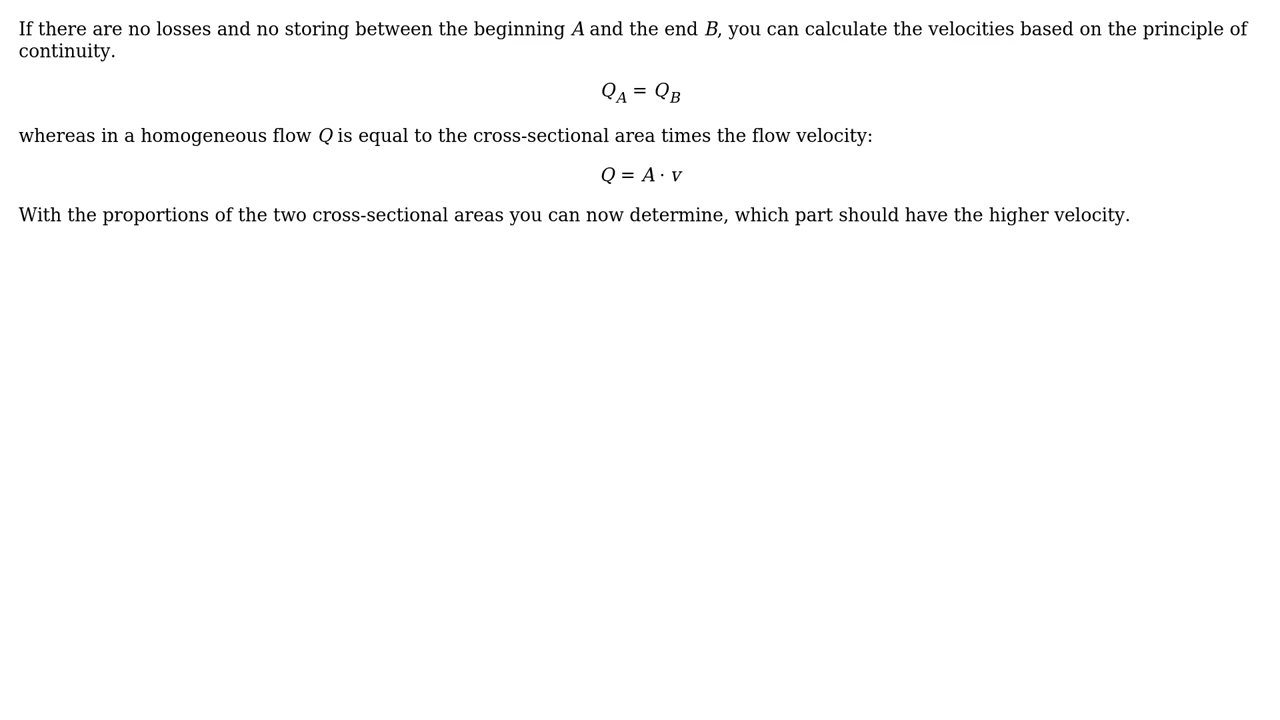 If there are no losses and no storing between the beginning A and the end B, you can calculate the velocities based on the principle of
continuity.
Q_A = Q_B
whereas in a homogeneous flow Q is equal to the cross-sectional area times the flow velocity:
Q = A · v
With the proportions of the two cross-sectional areas you can now determine, which part should have the higher velocity.